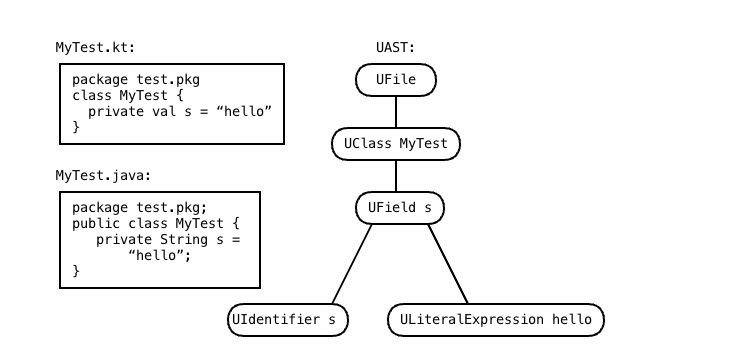 MyTest.kt:
package test.pkg
class MyTest {
  private val s = “hello”
}
MyTest.java:
package test.pkg;
public class MyTest {
   private String s =
       “hello”;
}
UAST:
UFile
UClass MyTest
UField s
UIdentifier s
ULiteralExpression hello